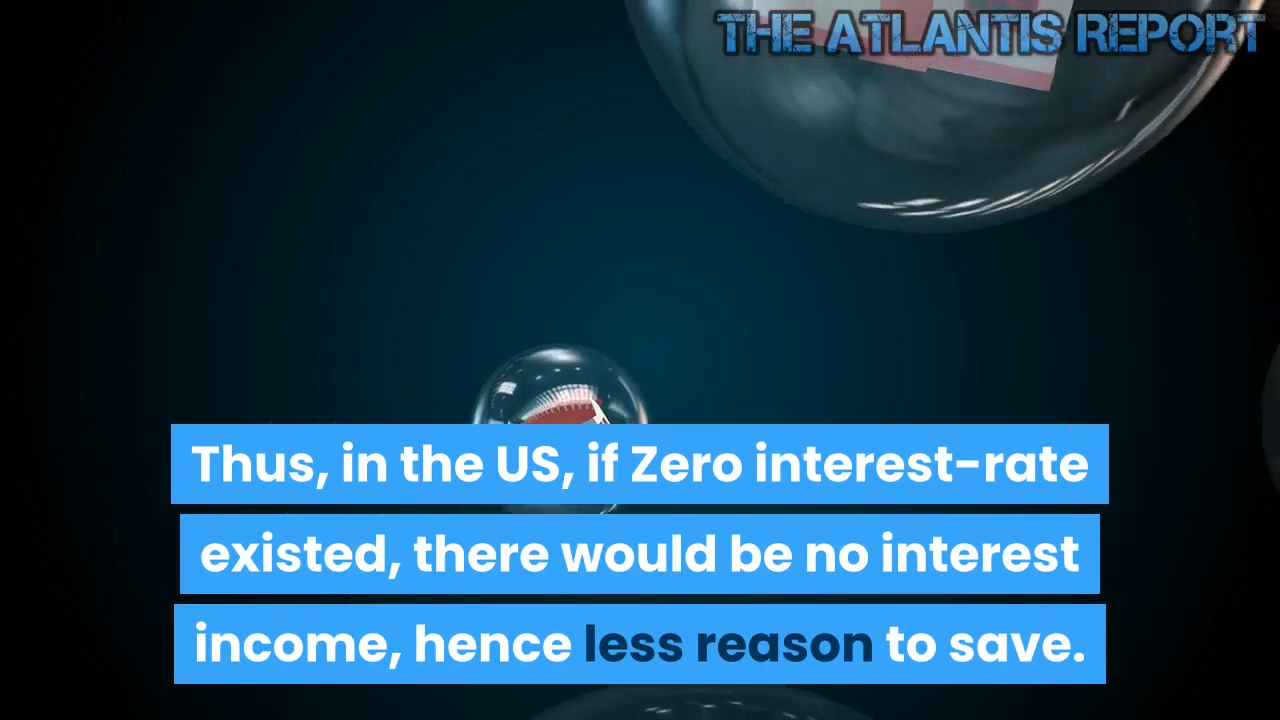 THE ATLANTIS REPORT
Thus, in the US, if Zero interest-rate
existed, there would be no interest
income, hence less reason to save.